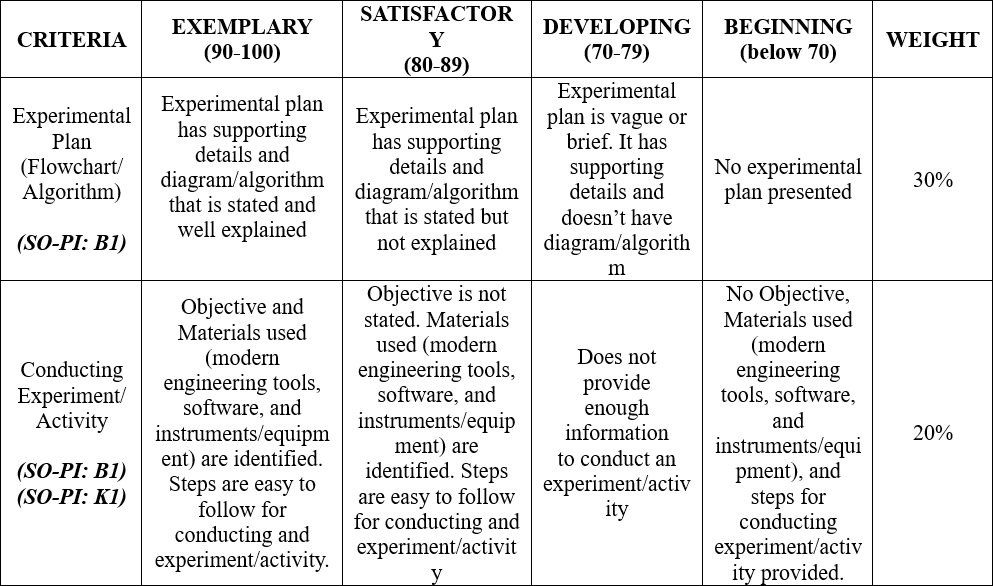 CRITERIA
EXEMPLARY
(90-100)
SATISFACTOR
Y
(80-89)
DEVELOPING
(70-79)
BEGINNING
(below 70)
WEIGHT
Experimental
Plan
(Flowchart/
Algorithm)
(SO-PI: B1)
Experimental plan
has supporting
details and
diagram/algorithm
that is stated and
well explained
Experimental plan
has supporting
details and
diagram/algorithm
that is stated but
not explained
Experimental
plan is vague or
brief. It has
supporting
details and
doesn’t have
diagram/algorith
m
No experimental
plan presented
30%
Conducting
Experiment/
Activity
(SO-PI: B1)
(SO-PI: K1)
Objective and
Materials used
(modern
engineering tools,
software, and
instruments/equipm
ent) are identified.
Steps are easy to
follow for
conducting and
experiment/activity.
Objective is not
stated. Materials
used (modern
engineering tools,
software, and
instruments/equip
ment) are
identified. Steps
are easy to follow
for conducting and
experiment/activit
y
Does not
provide
enough
information
to conduct an
experiment/activ
ity
No Objective,
Materials used
(modern
engineering
tools, software,
and
instruments/equi
pment), and
steps for
conducting
experiment/activ
ity provided.
20%